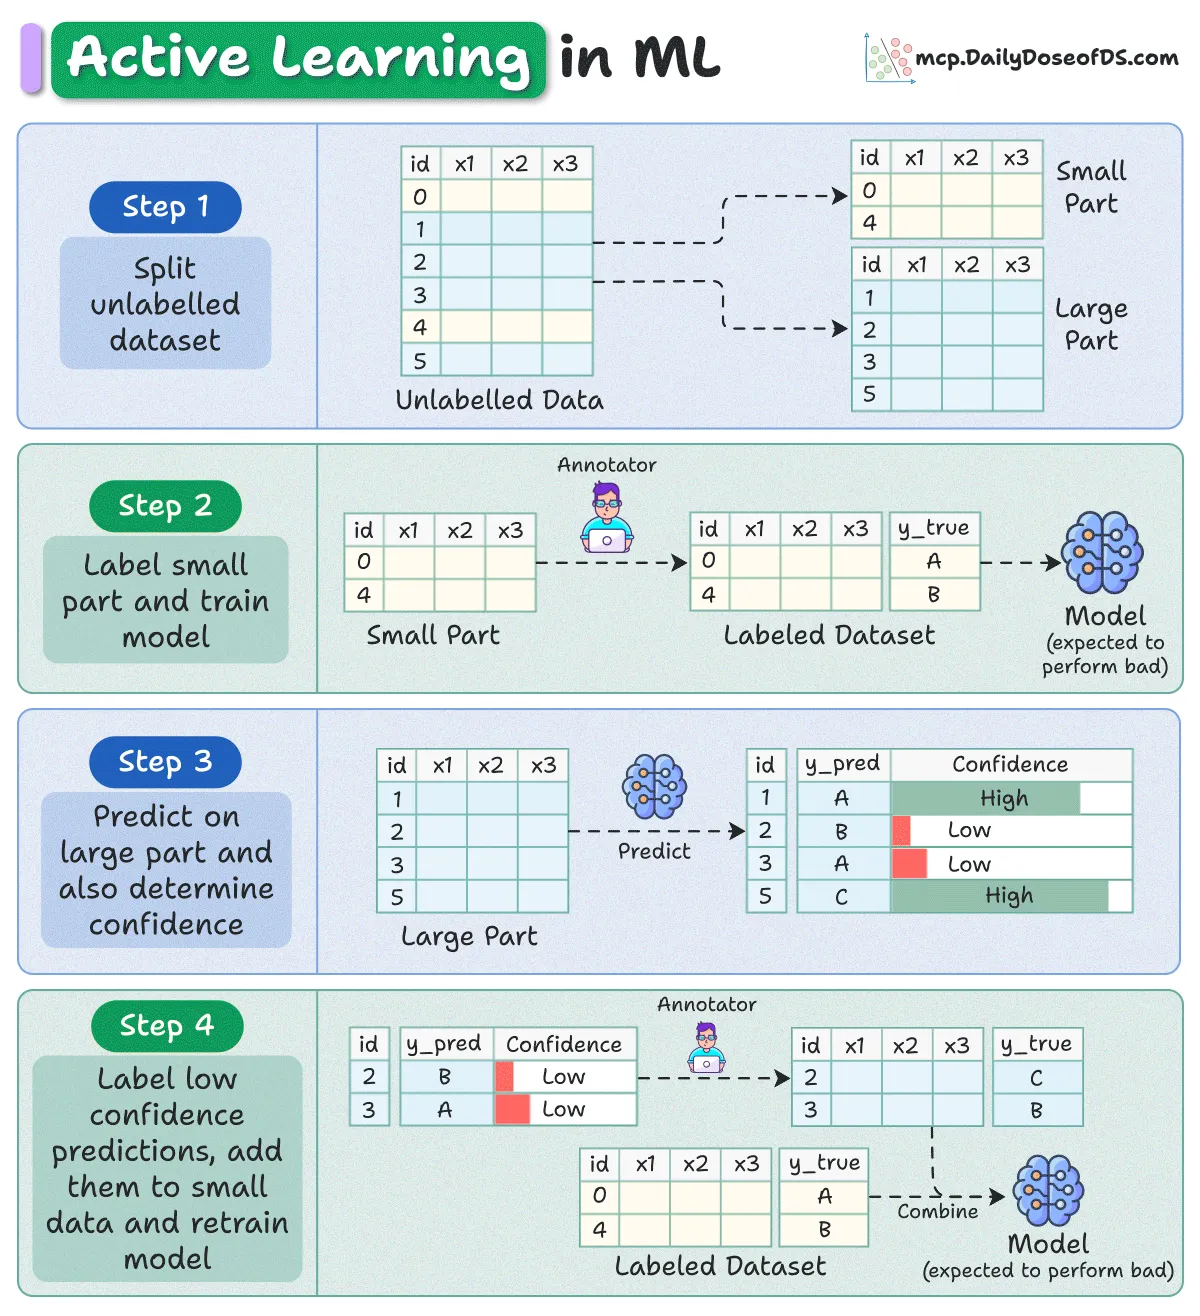 Active Learning in ML
mcp.DailyDoseofDS.com
Step 1
Split
unlabelled
dataset
id x1 x2 x3
0
1
2
3
4
5
Unlabelled Data
id x1 x2 x3
0
4
Small
Part
id x1 x2 x3
1
2
3
5
Large
Part
Step 2
Label small
part and train
model
id x1 x2 x3
0
4
Small Part
Annotator
id x1 x2 x3 y_true
0 A
4 B
Labeled Dataset
Model
(expected to
perform bad)
Step 3
Predict on
large part and
also determine
confidence
id x1 x2 x3
1
2
3
5
Large Part
Predict
id y_pred Confidence
1 A High
2 B Low
3 A Low
5 C High
Step 4
Label low
confidence
predictions, add
them to small
data and retrain
model
id y_pred Confidence
2 B Low
3 A Low
Annotator
id x1 x2 x3 y_true
2 C
3 B
id x1 x2 x3 y_true
0 A
4 B
Labeled Dataset
Combine
Model
(expected to perform bad)